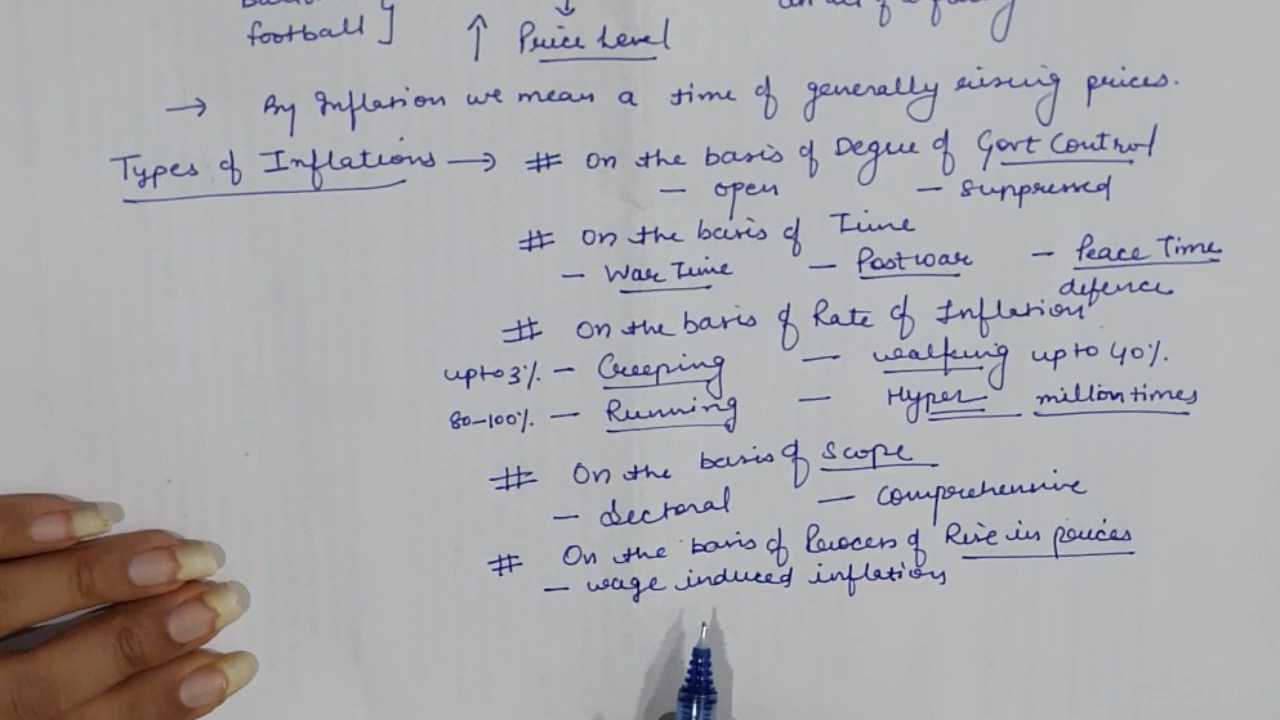 football ]
↑ Price Level
→ By Inflation we mean a time of generally rising prices.
Types of Inflations → # On the basis of Degree of Govt Control
- open - suppressed
# On the basis of Time
- War Time - Postwar - Peace Time
defence
# On the basis of Rate of Inflation
upto 3%. - Creeping - walking upto 40%.
80-100%. - Running - Hyper million times
# On the basis of Scope
- Sectoral - comprehensive
# On the basis of Process of Rise in prices
- wage induced inflation